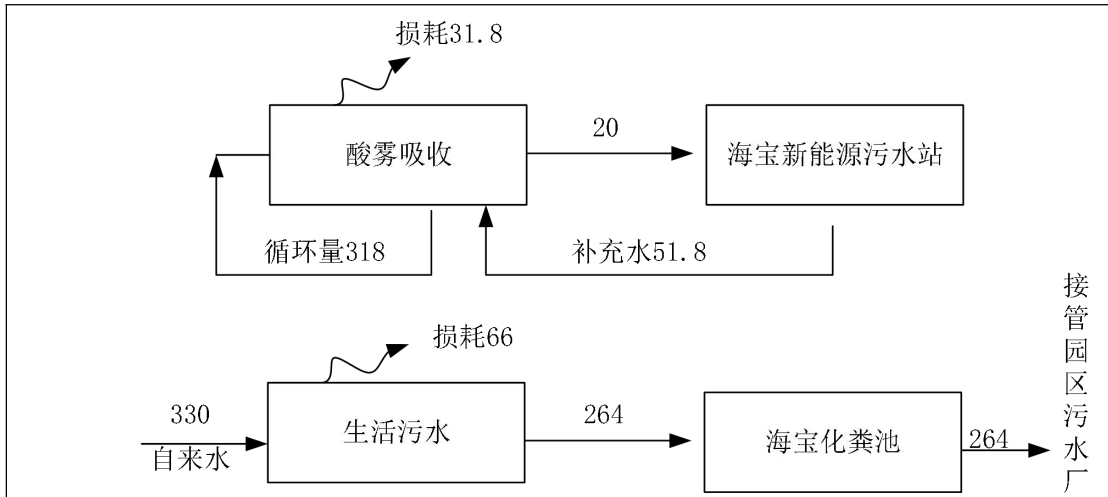 损耗31.8
酸雾吸收
20
海宝新能源污水站
循环量318
补充水51.8
损耗66
330
自来水
生活污水
264
海宝化粪池
264
接管园区污水厂